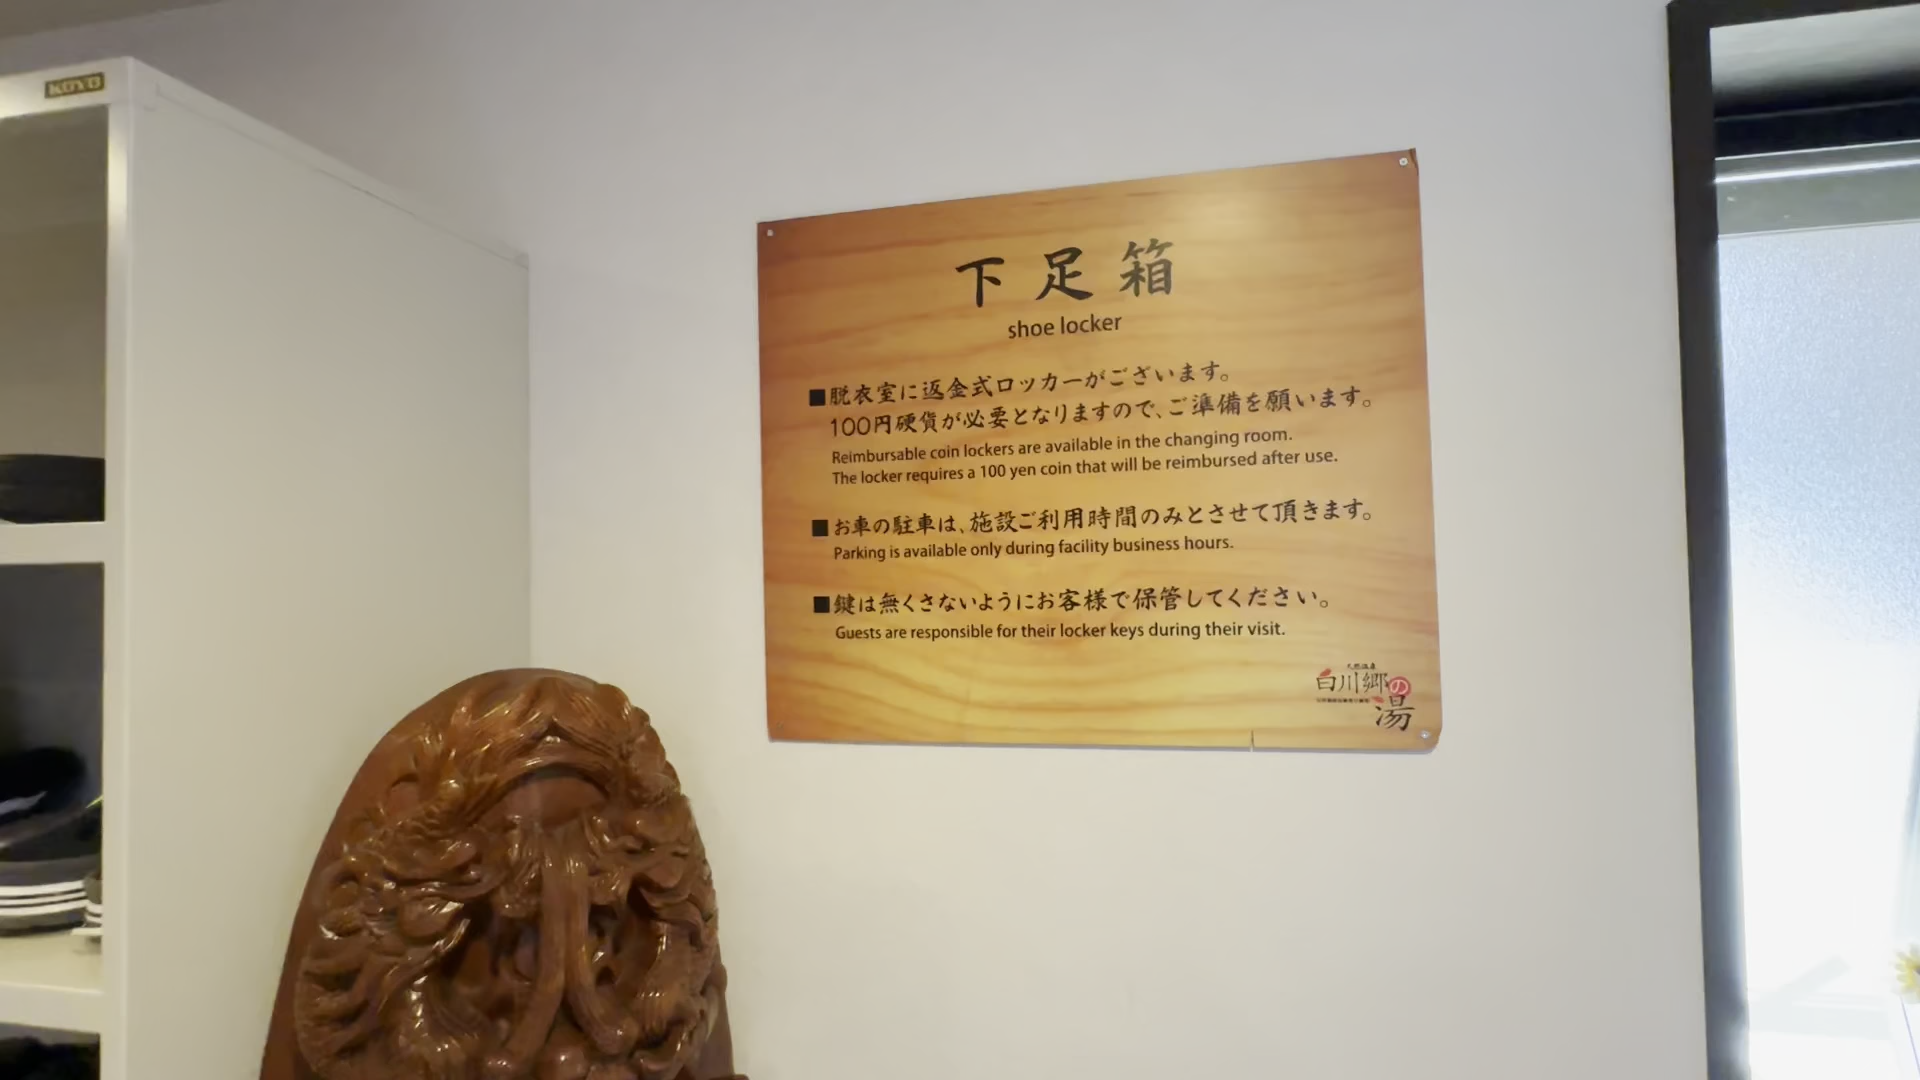 KOYO
下足箱
shoe locker
■脱衣室に返金式ロッカーがございます。
100円硬貨が必要となりますので、ご準備を願います。
Reimbursable coin lockers are available in the changing room.
The locker requires a 100 yen coin that will be reimbursed after use.
■お車の駐車は、施設ご利用時間のみとさせて頂きます。
Parking is available only during facility business hours.
■鍵は無くさないようにお客様で保管してください。
Guests are responsible for their locker keys during their visit.
天然温泉
白川郷の
湯